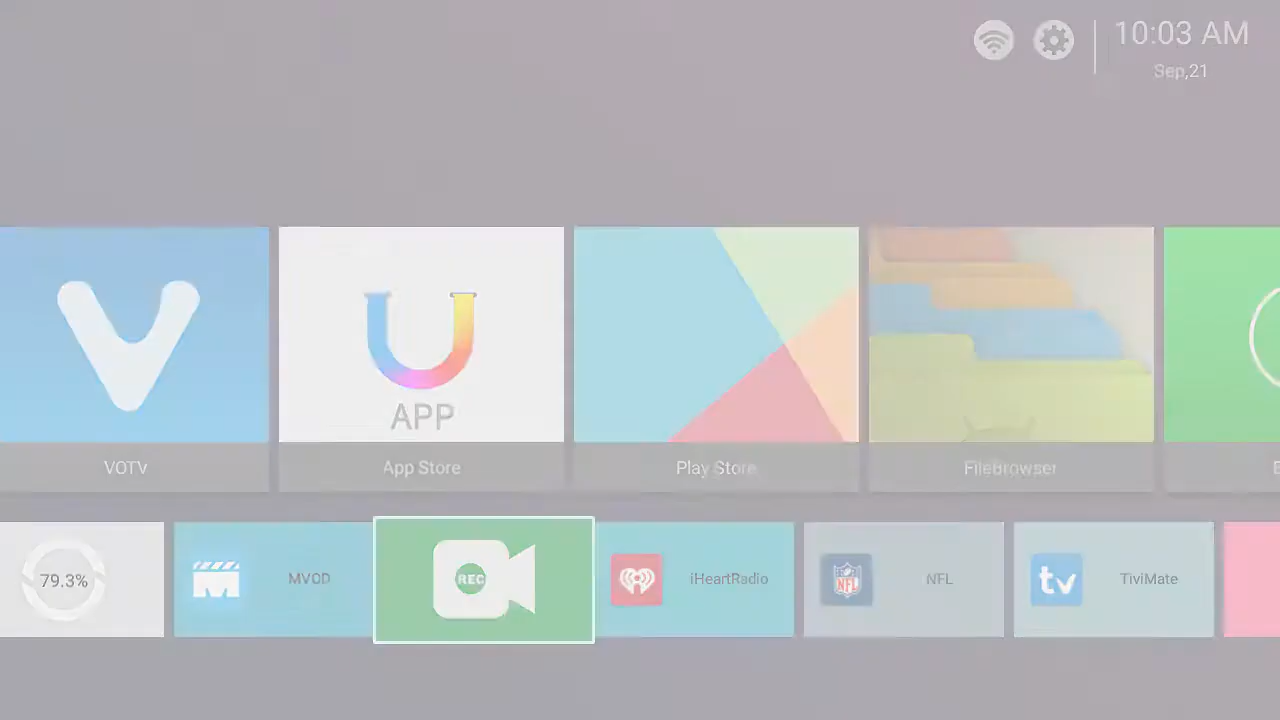 10:03 AM
Sep,21
APP
VOTV
App Store
Play Store
FileBrowser
79.3%
MVOD
REC
iHeartRadio
NFL
NFL
tv
TiviMate